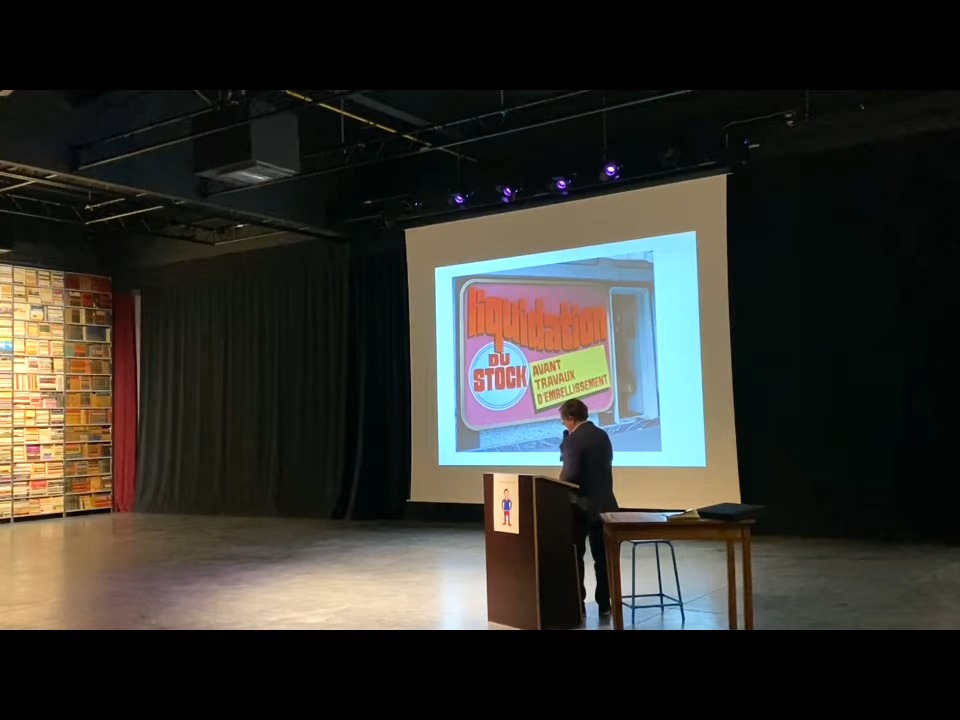 liquidation
DU
STOCK
AVANT
TRAVAUX
D'EMBELLISSEMENT